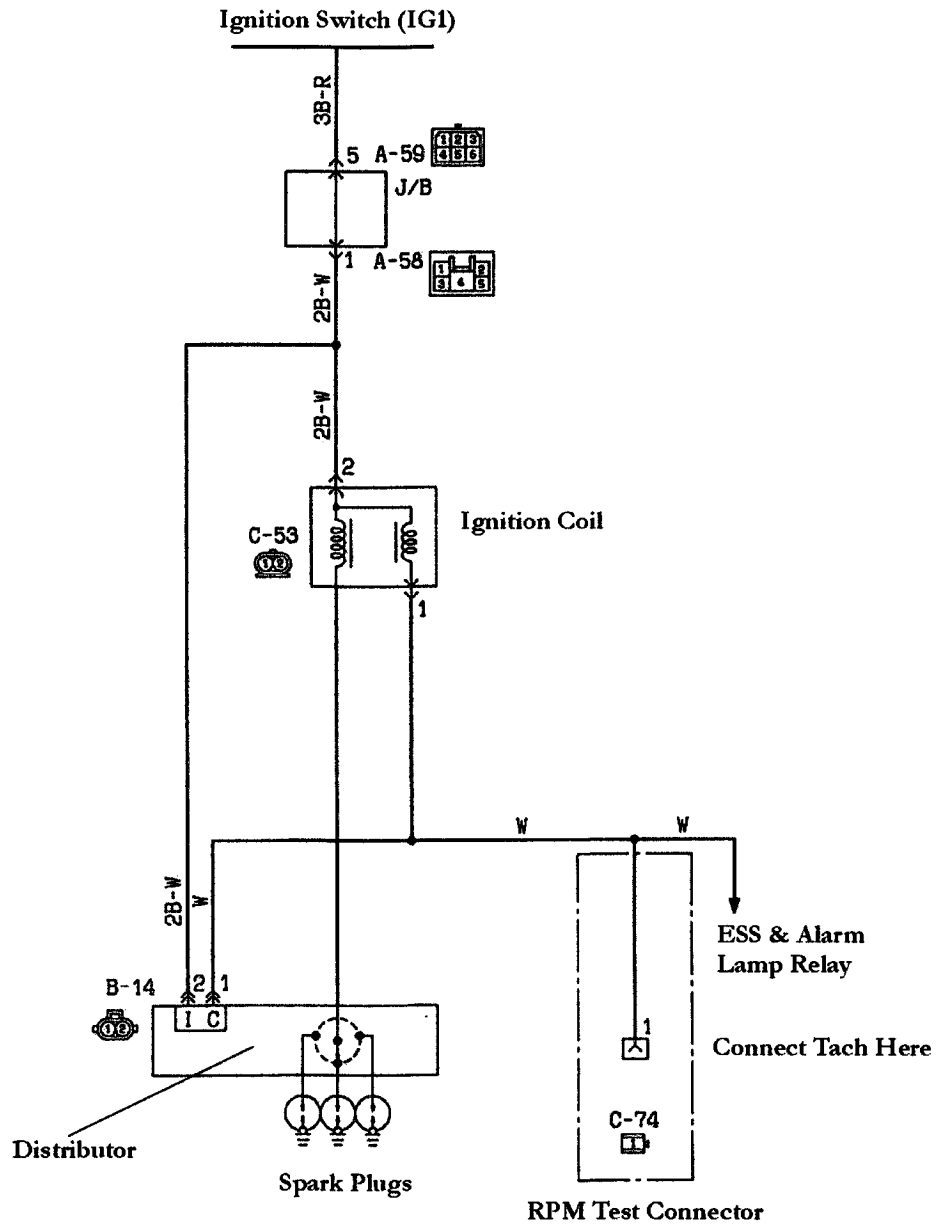 Ignition Switch (IG1)
3B-R
5 A-59
1 2 3
4 5 6
J/B
1 A-58
1 2
3 4 5
2B-W
2B-W
2
Ignition Coil
C-53
1 2
1
W W
2B-W
W
ESS & Alarm
Lamp Relay
B-14 2 1
1 2
I C
1
Connect Tach Here
C-74
1
Distributor
Spark Plugs
RPM Test Connector